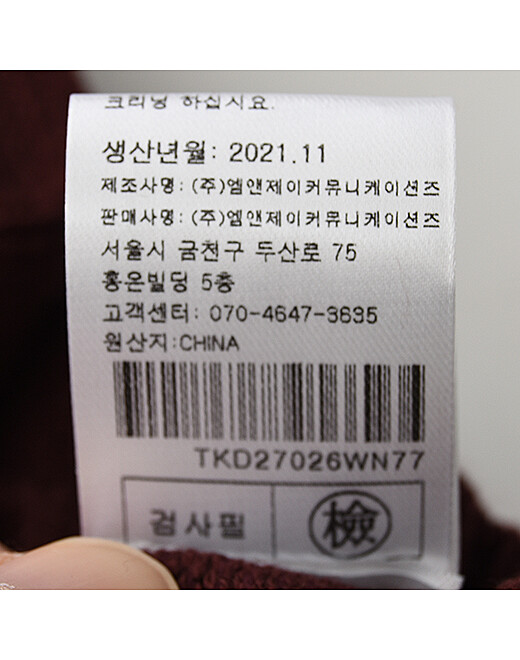 크리닝 하십시요.
생산년월: 2021.11
제조사명: (주)엠앤제이커뮤니케이션즈
판매사명: (주)엠앤제이커뮤니케이션즈
서울시 금천구 두산로 75
홍은빌딩 5층
고객센터: 070-4647-3635
원산지:CHINA
TKD27026WN77
검사필 檢